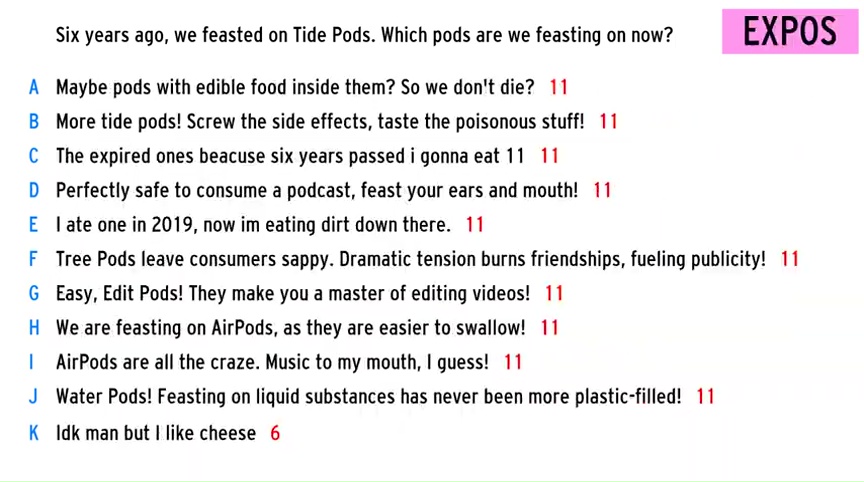 Six years ago, we feasted on Tide Pods. Which pods are we feasting on now?
EXPOS
A Maybe pods with edible food inside them? So we don't die? 11
B More tide pods! Screw the side effects, taste the poisonous stuff! 11
C The expired ones beacuse six years passed i gonna eat 11 11
D Perfectly safe to consume a podcast, feast your ears and mouth! 11
E I ate one in 2019, now im eating dirt down there. 11
F Tree Pods leave consumers sappy. Dramatic tension burns friendships, fueling publicity! 11
G Easy, Edit Pods! They make you a master of editing videos! 11
H We are feasting on AirPods, as they are easier to swallow! 11
I AirPods are all the craze. Music to my mouth, I guess! 11
J Water Pods! Feasting on liquid substances has never been more plastic-filled! 11
K Idk man but I like cheese 6